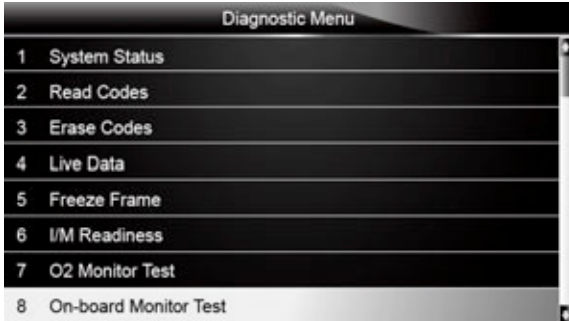 Diagnostic Menu
1 System Status
2 Read Codes
3 Erase Codes
4 Live Data
5 Freeze Frame
6 I/M Readiness
7 O2 Monitor Test
8 On-board Monitor Test